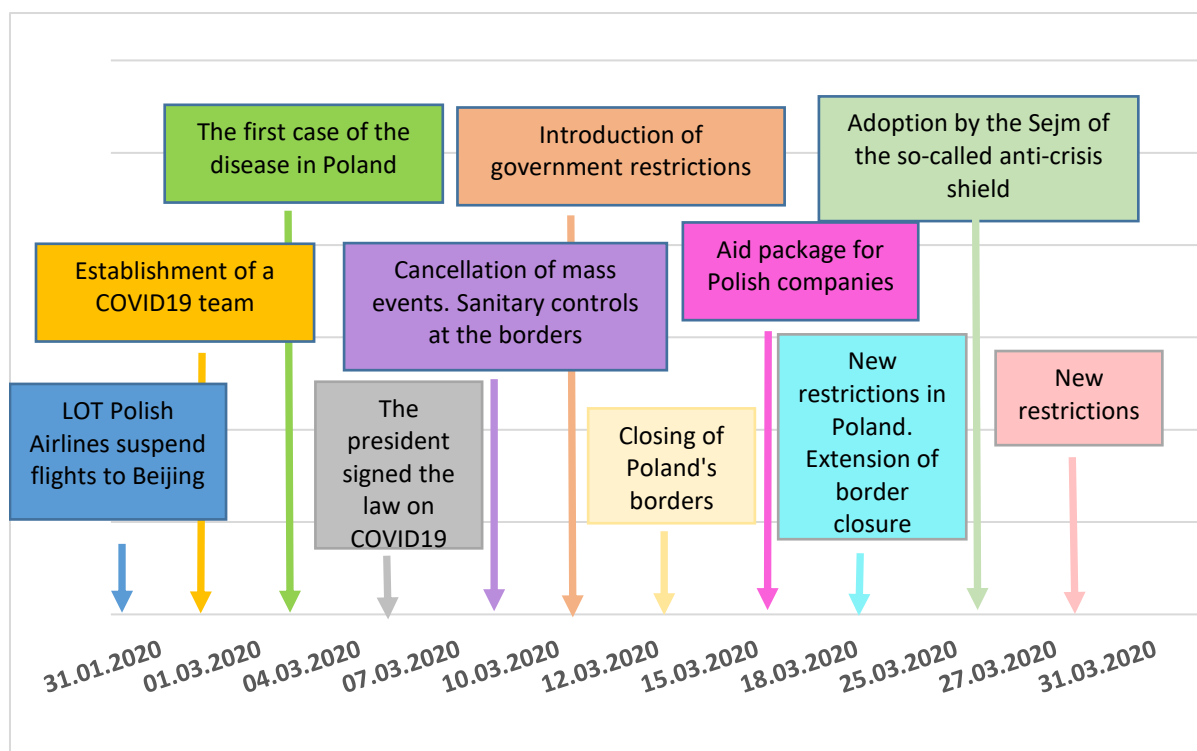 The first case of the
disease in Poland
Introduction of
government restrictions
Adoption by the Sejm of
the so-called anti-crisis
shield
Establishment of a
COVID19 team
Cancellation of mass
events. Sanitary controls
at the borders
Aid package for
Polish companies
LOT Polish
Airlines suspend
flights to Beijing
The
president
signed the
law on
COVID19
Closing of
Poland's
borders
New
restrictions in
Poland.
Extension of
border
closure
New
restrictions
31.01.2020
01.03.2020
04.03.2020
07.03.2020
10.03.2020
12.03.2020
15.03.2020
18.03.2020
25.03.2020
27.03.2020
31.03.2020